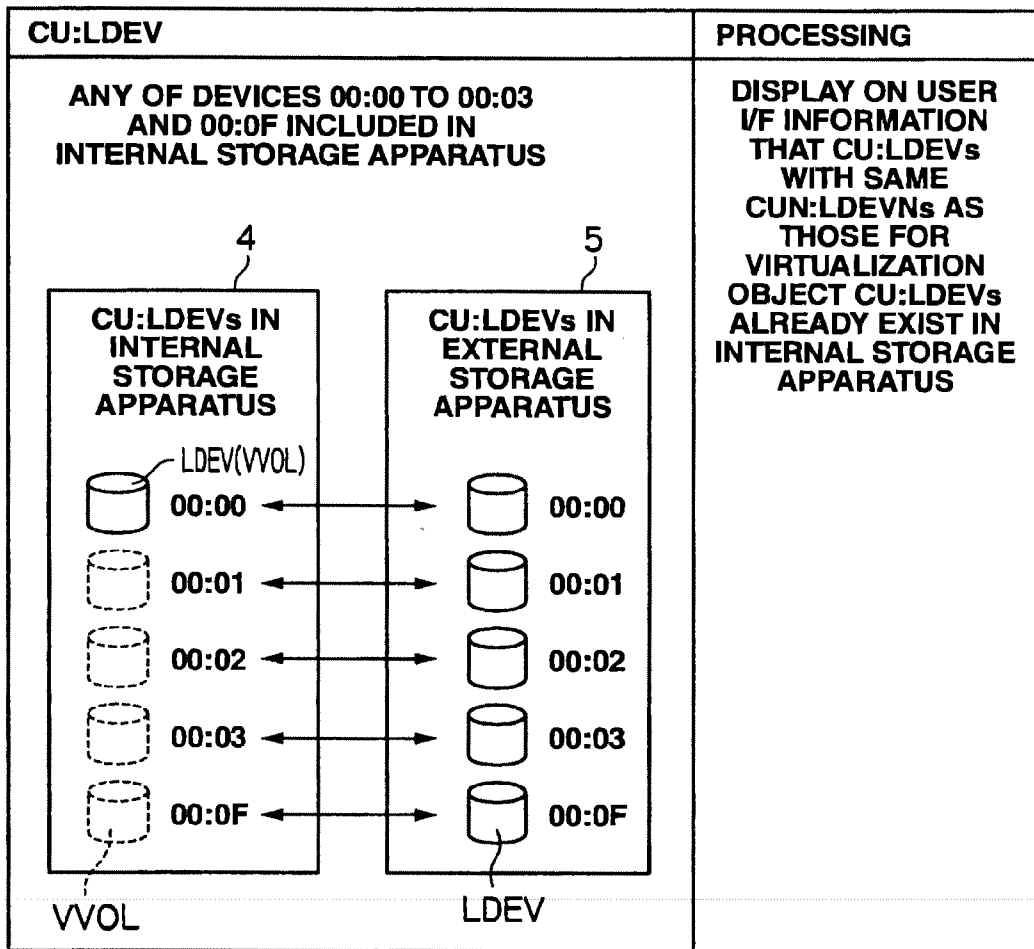 CU:LDEV
PROCESSING
ANY OF DEVICES 00:00 TO 00:03
AND 00:0F INCLUDED IN
INTERNAL STORAGE APPARATUS
DISPLAY ON USER
I/F INFORMATION
THAT CU:LDEVs
WITH SAME
CUN:LDEVNs AS
THOSE FOR
VIRTUALIZATION
OBJECT CU:LDEVs
ALREADY EXIST IN
INTERNAL STORAGE
APPARATUS
4
5
CU:LDEVs IN
INTERNAL
STORAGE
APPARATUS
CU:LDEVs IN
EXTERNAL
STORAGE
APPARATUS
LDEV(VVOL)
00:00
00:00
00:01
00:01
00:02
00:02
00:03
00:03
00:0F
00:0F
VVOL
LDEV